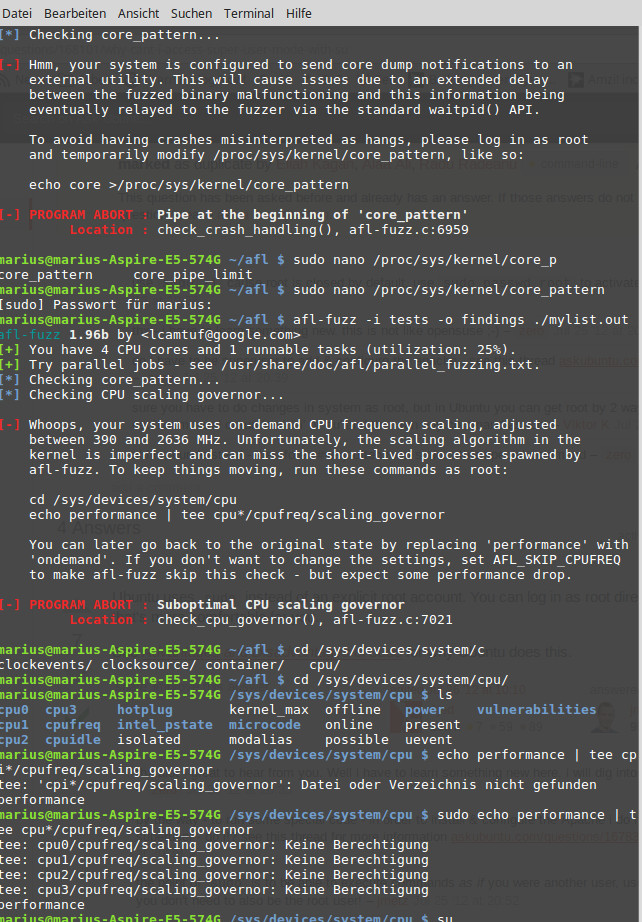 Datei Bearbeiten Ansicht Suchen Terminal Hilfe
[*] Checking core_pattern...
[-] Hmm, your system is configured to send core dump notifications to an
external utility. This will cause issues due to an extended delay
between the fuzzed binary malfunctioning and this information being
eventually relayed to the fuzzer via the standard waitpid() API.
To avoid having crashes misinterpreted as hangs, please log in as root
and temporarily modify /proc/sys/kernel/core_pattern, like so:
echo core >/proc/sys/kernel/core_pattern
[-] PROGRAM ABORT : Pipe at the beginning of 'core_pattern'
Location : check_crash_handling(), afl-fuzz.c:6959
marius@marius-Aspire-E5-574G ~/afl $ sudo nano /proc/sys/kernel/core_p
core_pattern core_pipe_limit
marius@marius-Aspire-E5-574G ~/afl $ sudo nano /proc/sys/kernel/core_pattern
[sudo] Passwort für marius:
marius@marius-Aspire-E5-574G ~/afl $ afl-fuzz -i tests -o findings ./mylist.out
afl-fuzz 1.96b by <lcamtuf@google.com>
[+] You have 4 CPU cores and 1 runnable tasks (utilization: 25%).
[+] Try parallel jobs - see /usr/share/doc/afl/parallel_fuzzing.txt.
[*] Checking core_pattern...
[*] Checking CPU scaling governor...
[-] Whoops, your system uses on-demand CPU frequency scaling, adjusted
between 390 and 2636 MHz. Unfortunately, the scaling algorithm in the
kernel is imperfect and can miss the short-lived processes spawned by
afl-fuzz. To keep things moving, run these commands as root:
cd /sys/devices/system/cpu
echo performance | tee cpu*/cpufreq/scaling_governor
You can later go back to the original state by replacing 'performance' with
'ondemand'. If you don't want to change the settings, set AFL_SKIP_CPUFREQ
to make afl-fuzz skip this check - but expect some performance drop.
[-] PROGRAM ABORT : Suboptimal CPU scaling governor
Location : check_cpu_governor(), afl-fuzz.c:7021
marius@marius-Aspire-E5-574G ~/afl $ cd /sys/devices/system/c
clockevents/ clocksource/ container/ cpu/
marius@marius-Aspire-E5-574G ~/afl $ cd /sys/devices/system/cpu/
marius@marius-Aspire-E5-574G /sys/devices/system/cpu $ ls
cpu0 cpu3 hotplug kernel_max offline power vulnerabilities
cpu1 cpufreq intel_pstate microcode online present
cpu2 cpuidle isolated modalias possible uevent
marius@marius-Aspire-E5-574G /sys/devices/system/cpu $ echo performance | tee cp
i*/cpufreq/scaling_governor
tee: 'cpi*/cpufreq/scaling_governor': Datei oder Verzeichnis nicht gefunden
performance
marius@marius-Aspire-E5-574G /sys/devices/system/cpu $ sudo echo performance | t
ee cpu*/cpufreq/scaling_governor
tee: cpu0/cpufreq/scaling_governor: Keine Berechtigung
tee: cpu1/cpufreq/scaling_governor: Keine Berechtigung
tee: cpu2/cpufreq/scaling_governor: Keine Berechtigung
tee: cpu3/cpufreq/scaling_governor: Keine Berechtigung
performance
marius@marius-Aspire-E5-574G /sys/devices/system/cpu $ su